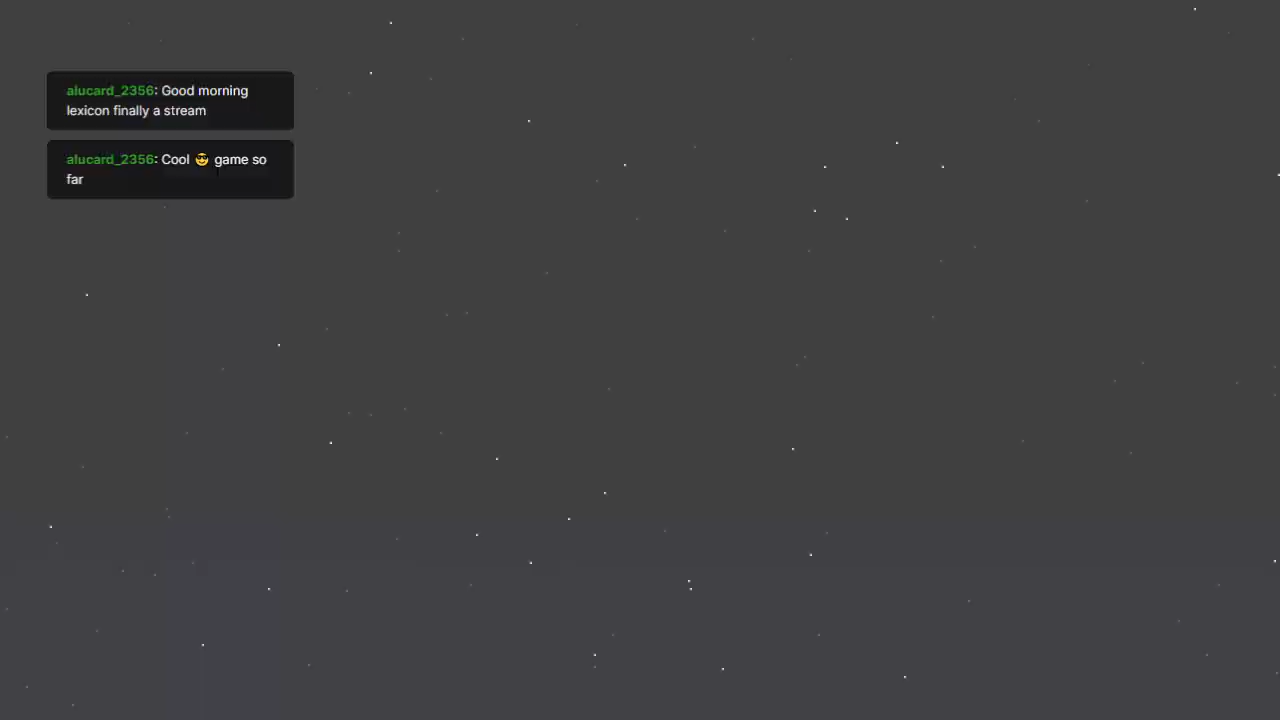 alucard_2356: Good morning
lexicon finally a stream
alucard_2356: Cool 😎 game so
far